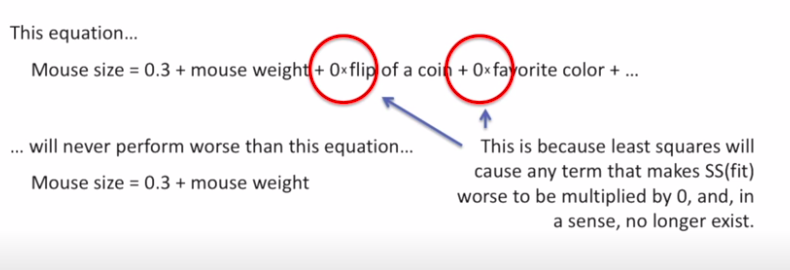 This equation...
Mouse size = 0.3 + mouse weight + 0×flip of a coin + 0×favorite color + ...
... will never perform worse than this equation...
Mouse size = 0.3 + mouse weight
This is because least squares will
cause any term that makes SS(fit)
worse to be multiplied by 0, and, in
a sense, no longer exist.